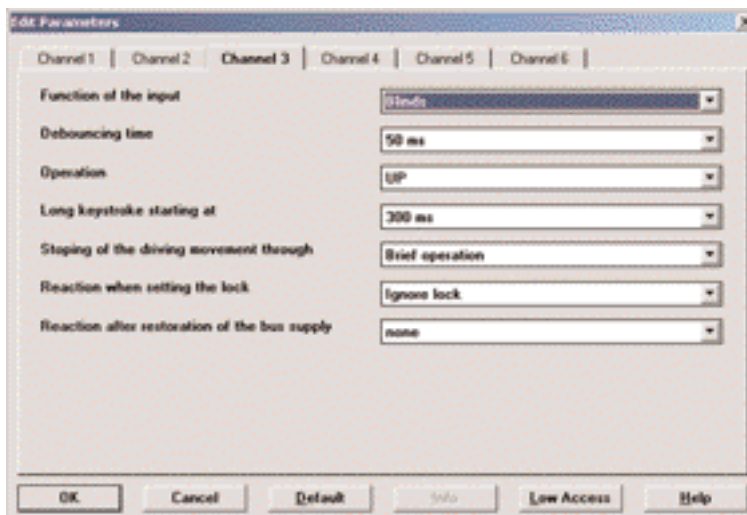 Edit Parameters
Channel 1 Channel 2 Channel 3 Channel 4 Channel 5 Channel 6
Function of the input Blinds
Debouncing time 50 ms
Operation UP
Long keystroke starting at 300 ms
Stoping of the driving movement through Brief operation
Reaction when setting the lock Ignore lock
Reaction after restoration of the bus supply none
OK Cancel Default Info Low Access Help